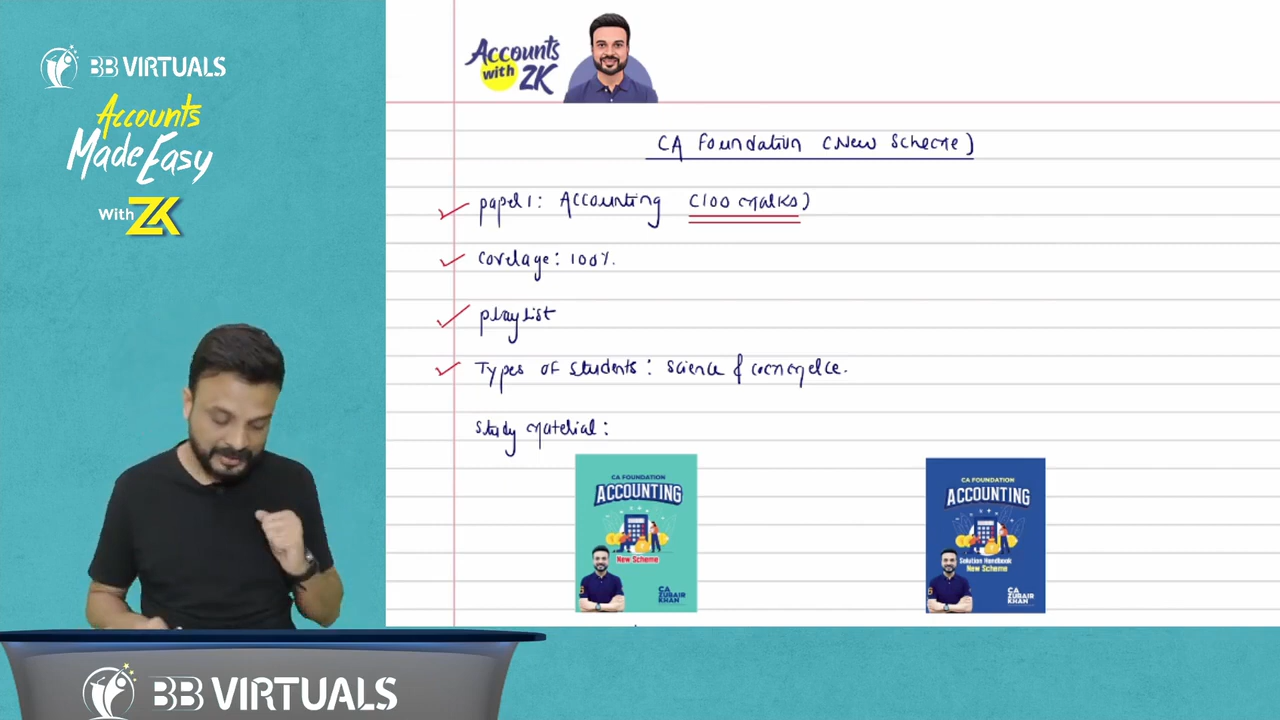 BB VIRTUALS
Accounts
Made Easy
With ZK
Accounts
with ZK
CA Foundation (New Scheme)
paper 1: Accounting (100 marks)
Coverage: 100%.
playlist
Types of students: science & commerce.
Study material:
CA FOUNDATION
ACCOUNTING
New Scheme
CA
ZUBAIR
KHAN
CA FOUNDATION
ACCOUNTING
Solution Handbook
New Scheme
CA
ZUBAIR
KHAN
BB VIRTUALS